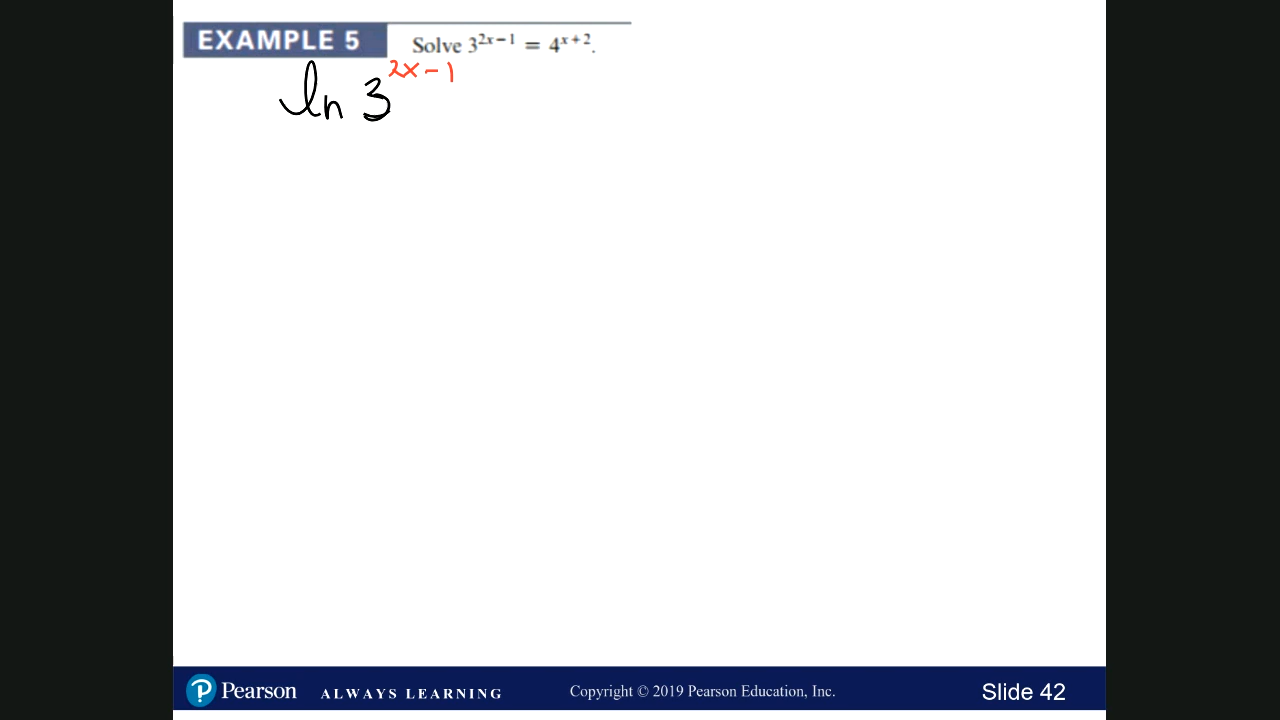 EXAMPLE 5 Solve 3^{2x−1} = 4^{x+2}.
ln 3^{2x−1}
Pearson ALWAYS LEARNING Copyright © 2019 Pearson Education, Inc. Slide 42